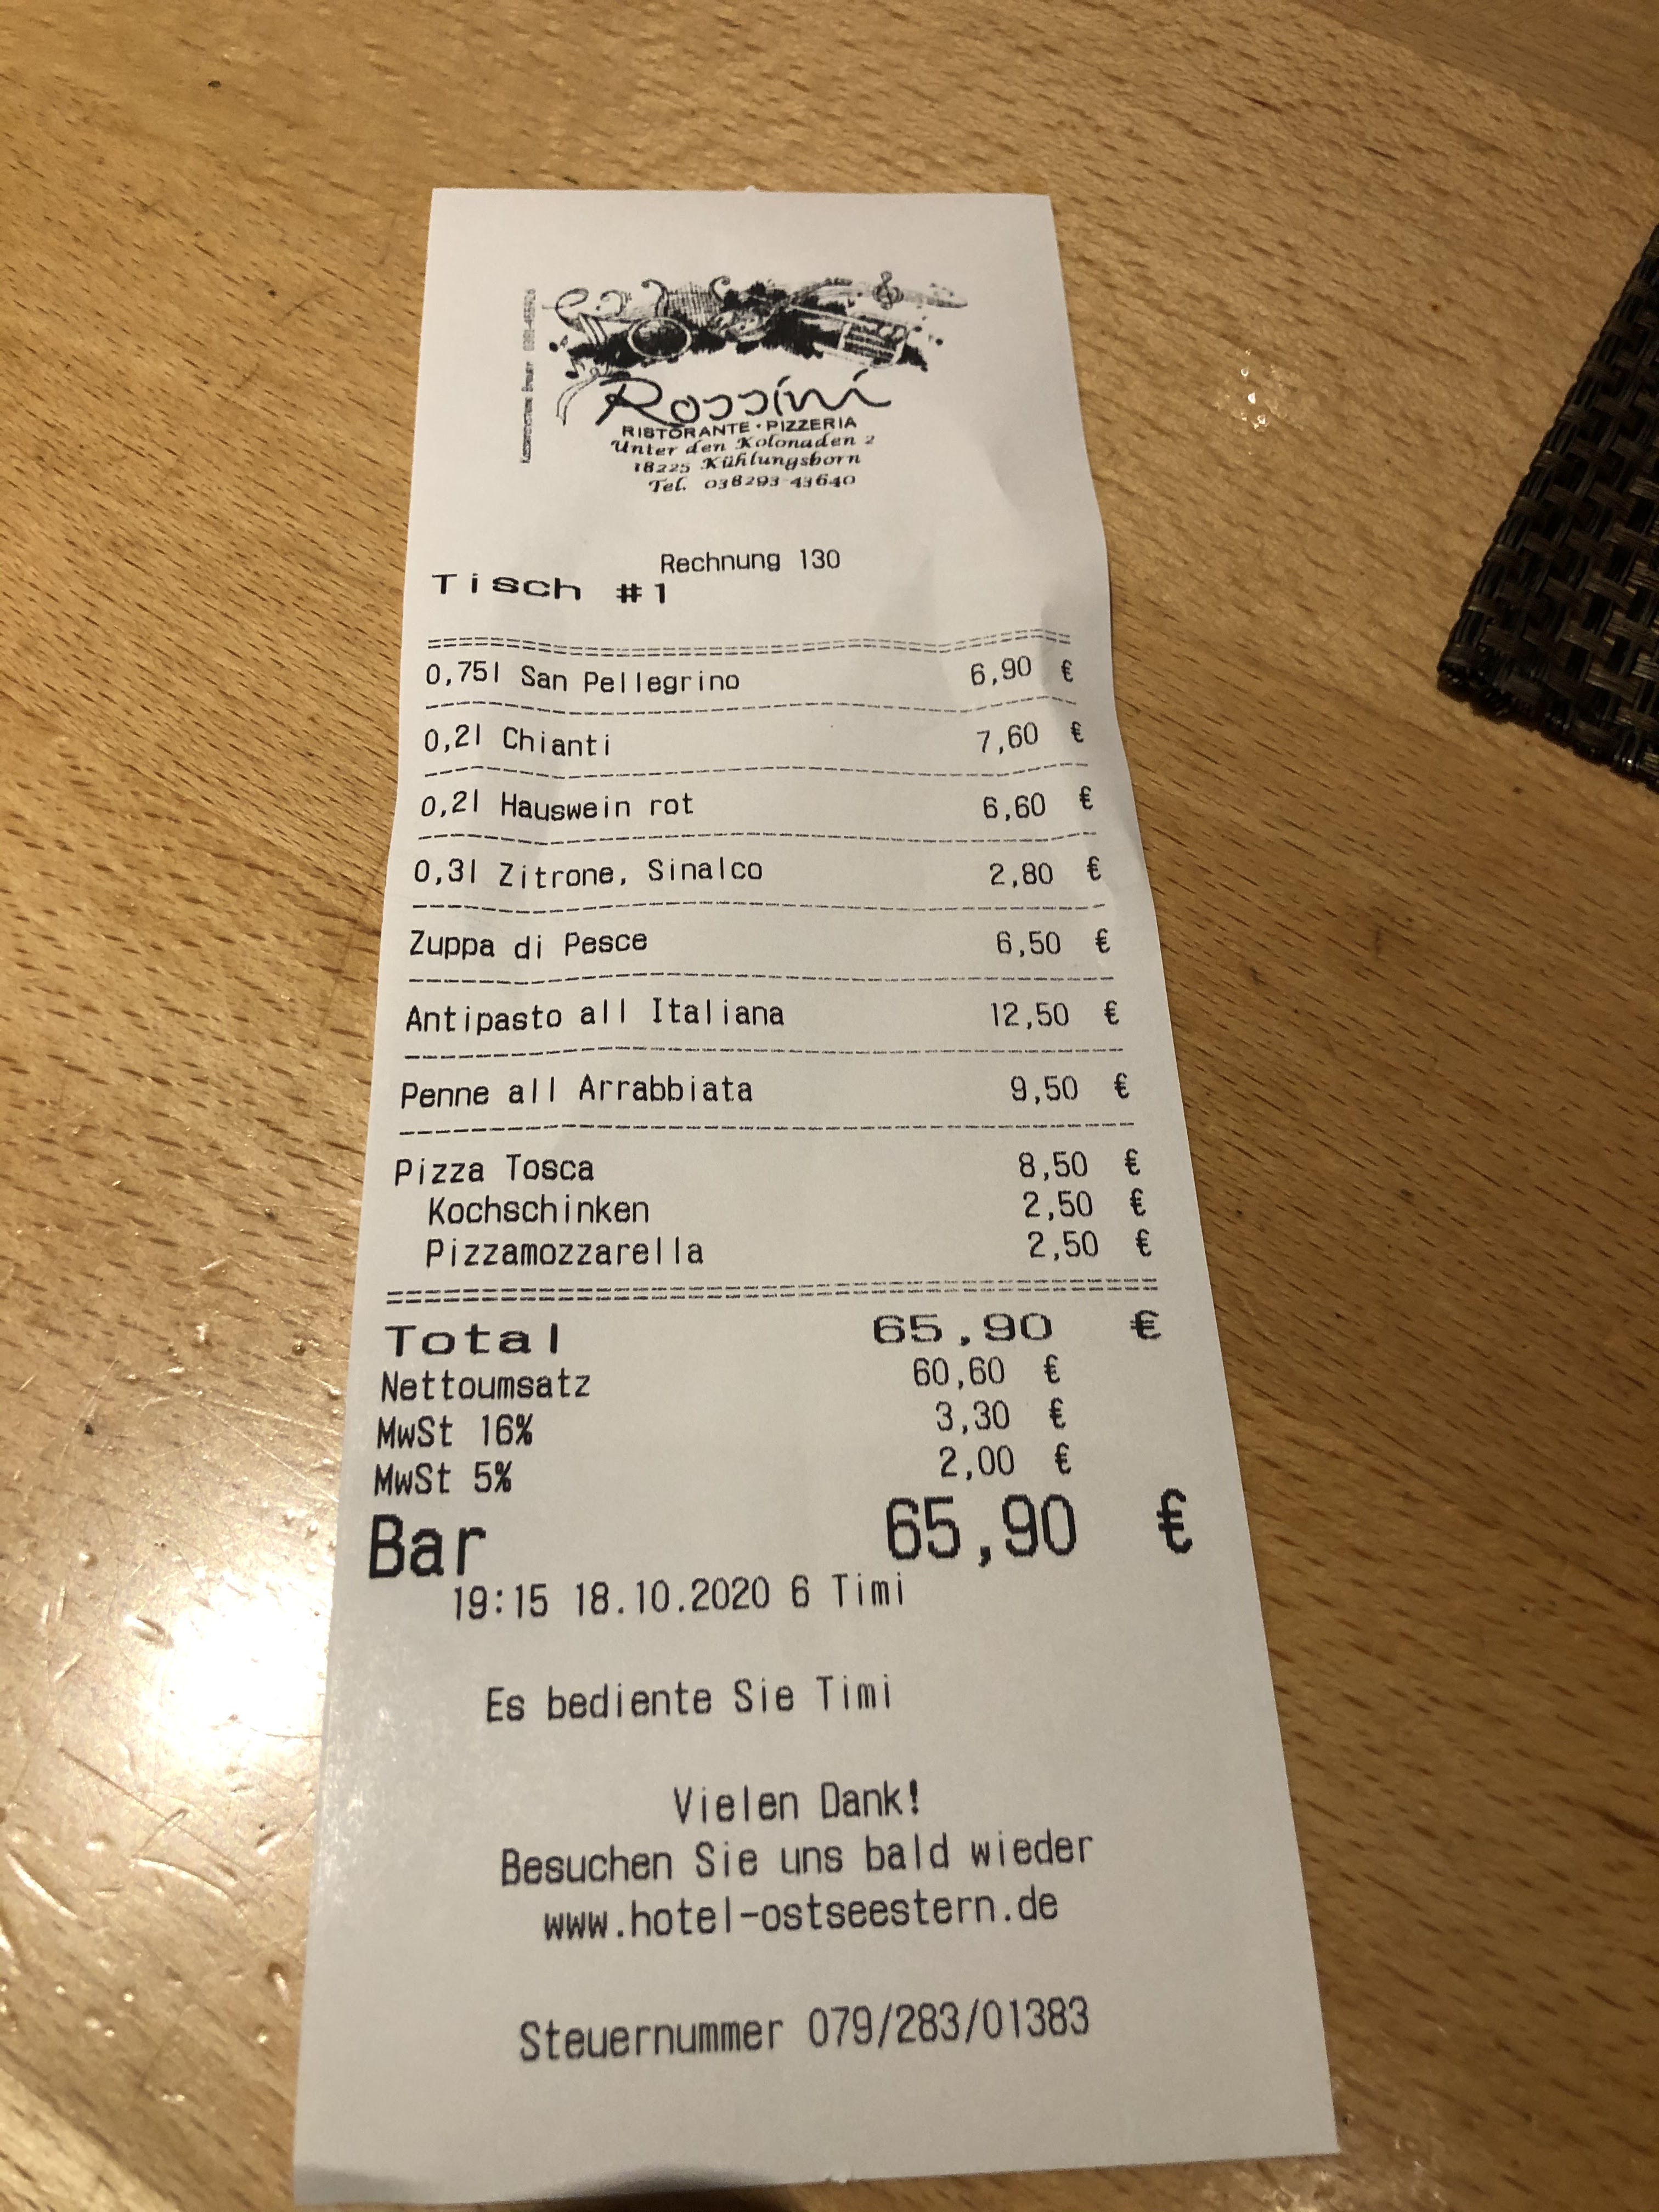 Rossini
RISTORANTE · PIZZERIA
Unter den Kolonaden 2
18225 Kühlungsborn
Tel. 038293-43640
Rechnung 130
Tisch #1
0,75l San Pellegrino 6,90 €
0,2l Chianti 7,60 €
0,2l Hauswein rot 6,60 €
0,3l Zitrone, Sinalco 2,80 €
Zuppa di Pesce 6,50 €
Antipasto all Italiana 12,50 €
Penne all Arrabbiata 9,50 €
Pizza Tosca 8,50 €
Kochschinken 2,50 €
Pizzamozzarella 2,50 €
Total 65,90 €
Nettoumsatz 60,60 €
MwSt 16% 3,30 €
MwSt 5% 2,00 €
Bar 65,90 €
19:15 18.10.2020 6 Timi
Es bediente Sie Timi
Vielen Dank!
Besuchen Sie uns bald wieder
www.hotel-ostseestern.de
Steuernummer 079/283/01383